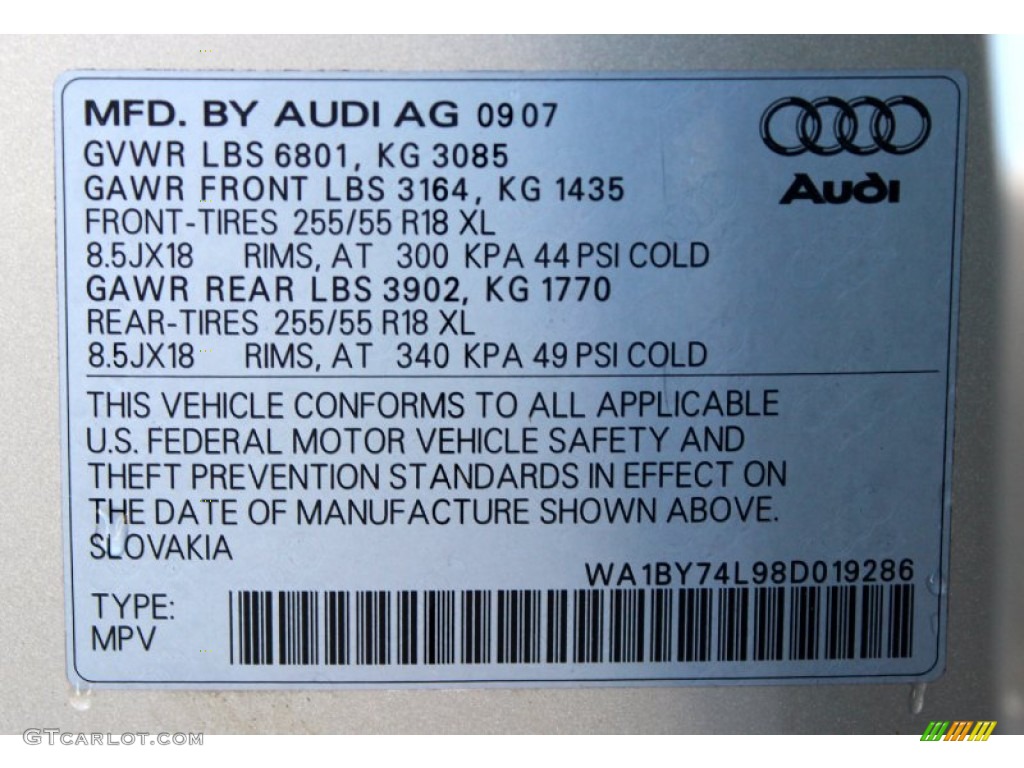 MFD. BY AUDI AG 09 07
GVWR LBS 6801, KG 3085
GAWR FRONT LBS 3164, KG 1435
FRONT-TIRES 255/55 R18 XL
8.5JX18 RIMS, AT 300 KPA 44 PSI COLD
GAWR REAR LBS 3902, KG 1770
REAR-TIRES 255/55 R18 XL
8.5JX18 RIMS, AT 340 KPA 49 PSI COLD
Audi
THIS VEHICLE CONFORMS TO ALL APPLICABLE
U.S. FEDERAL MOTOR VEHICLE SAFETY AND
THEFT PREVENTION STANDARDS IN EFFECT ON
THE DATE OF MANUFACTURE SHOWN ABOVE.
SLOVAKIA
WA1BY74L98D019286
TYPE:
MPV
GTCARLOT.COM